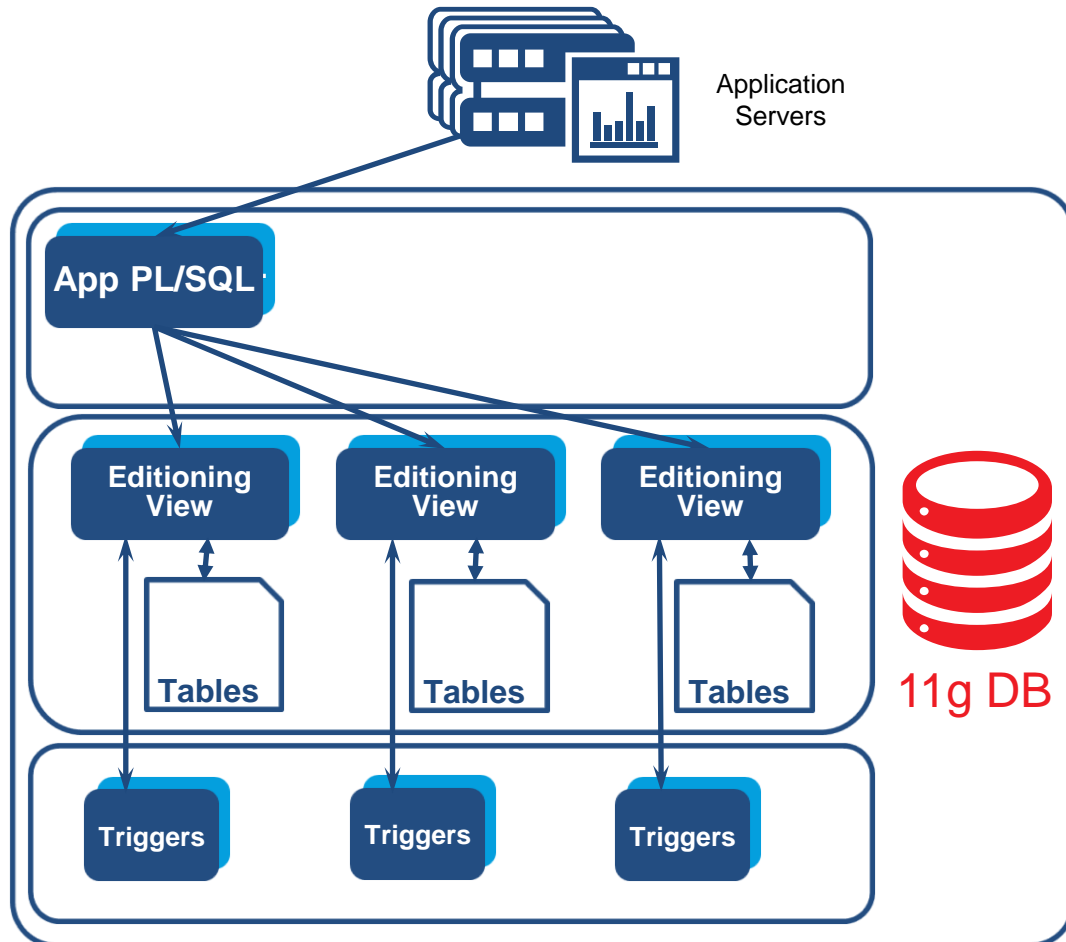 Application
Servers
App PL/SQL
Editioning
View
Editioning
View
Editioning
View
Tables
Tables
Tables
11g DB
Triggers
Triggers
Triggers